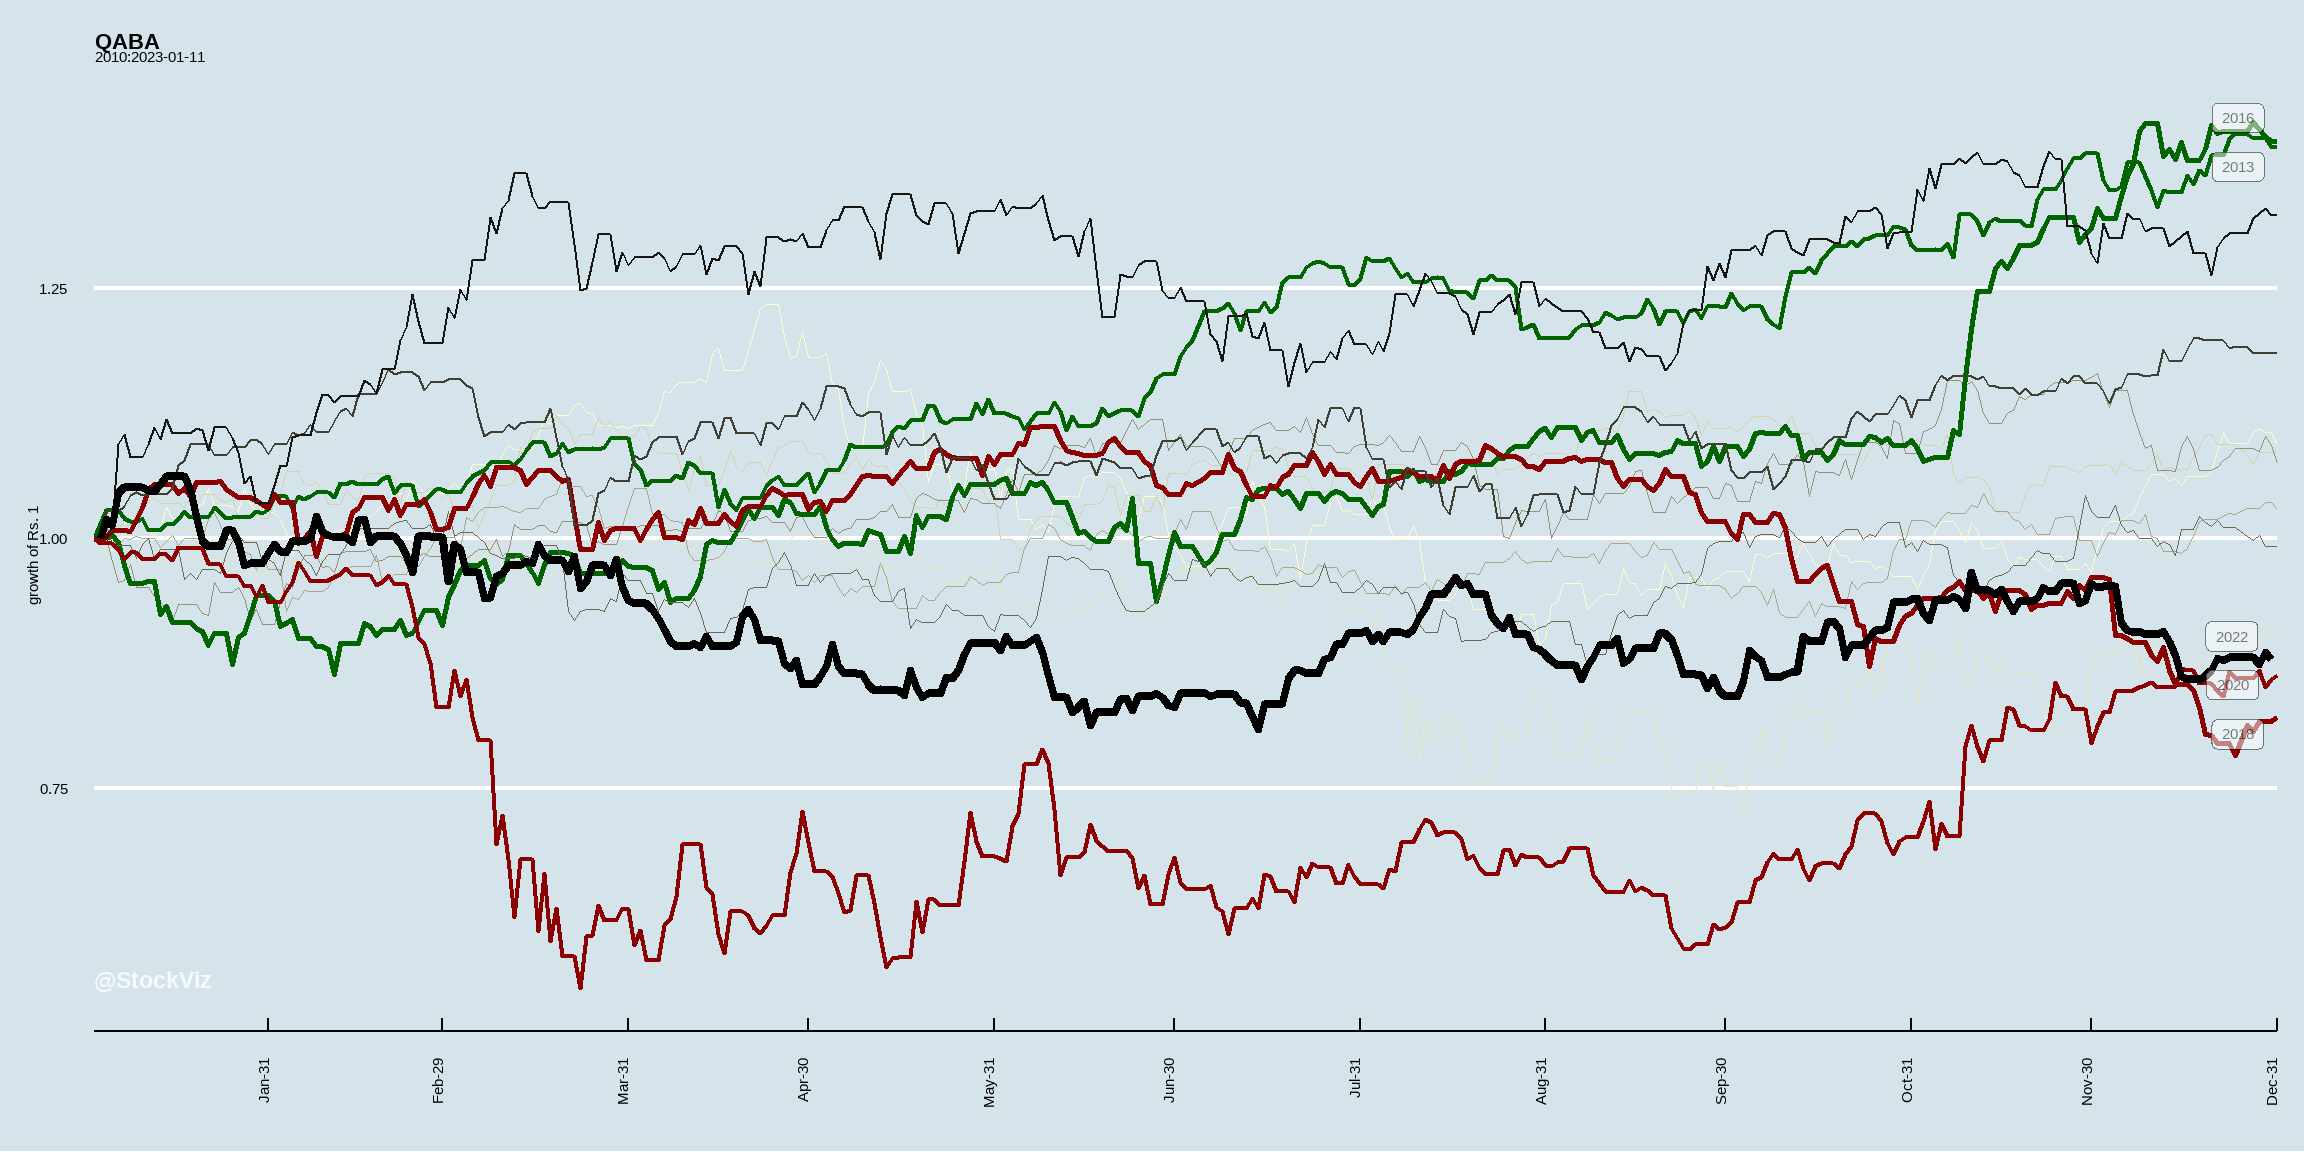 QABA
2010:2023-01-11
2016
2013
1.25
growth of Rs. 1
1.00
2022
2020
2018
0.75
@StockViz
Jan-31
Feb-29
Mar-31
Apr-30
May-31
Jun-30
Jul-31
Aug-31
Sep-30
Oct-31
Nov-30
Dec-31